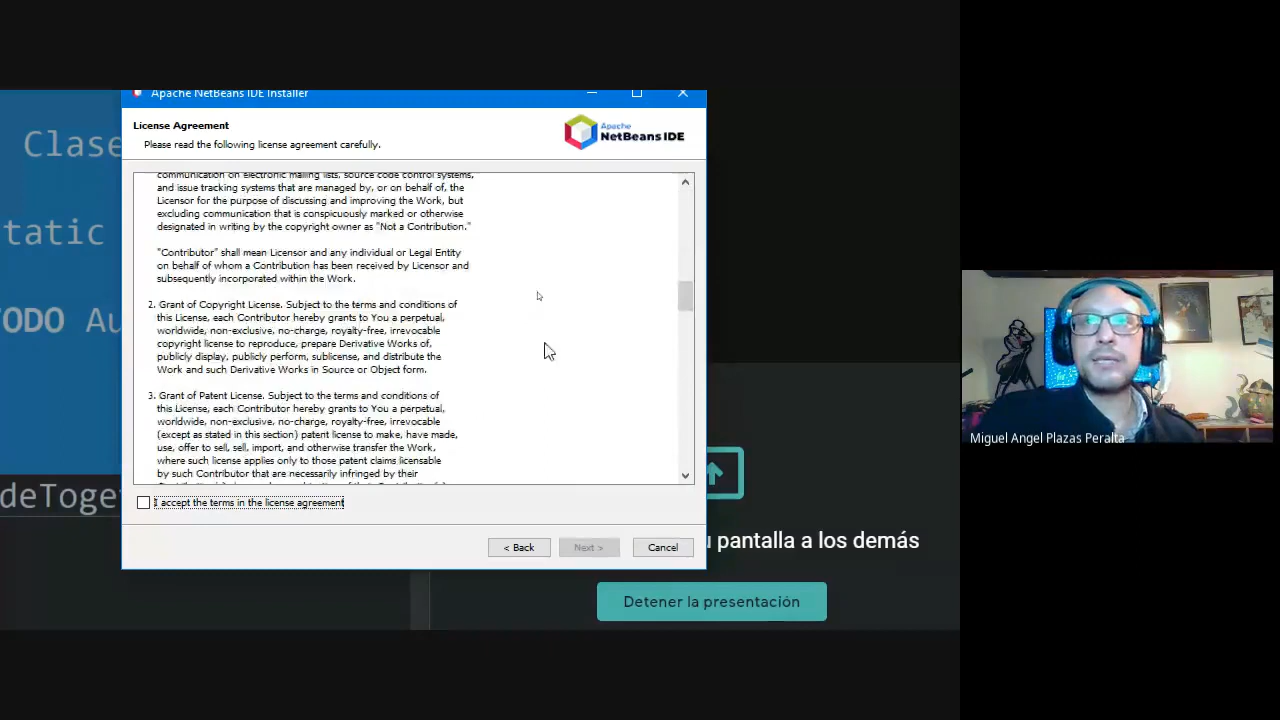 Apache NetBeans IDE Installer
License Agreement
Please read the following license agreement carefully.
Apache
NetBeans IDE
communication on electronic mailing lists, source code control systems,
and issue tracking systems that are managed by, or on behalf of, the
Licensor for the purpose of discussing and improving the Work, but
excluding communication that is conspicuously marked or otherwise
designated in writing by the copyright owner as "Not a Contribution."
"Contributor" shall mean Licensor and any individual or Legal Entity
on behalf of whom a Contribution has been received by Licensor and
subsequently incorporated within the Work.
2. Grant of Copyright License. Subject to the terms and conditions of
this License, each Contributor hereby grants to You a perpetual,
worldwide, non-exclusive, no-charge, royalty-free, irrevocable
copyright license to reproduce, prepare Derivative Works of,
publicly display, publicly perform, sublicense, and distribute the
Work and such Derivative Works in Source or Object form.
3. Grant of Patent License. Subject to the terms and conditions of
this License, each Contributor hereby grants to You a perpetual,
worldwide, non-exclusive, no-charge, royalty-free, irrevocable
(except as stated in this section) patent license to make, have made,
use, offer to sell, sell, import, and otherwise transfer the Work,
where such license applies only to those patent claims licensable
by such Contributor that are necessarily infringed by their
I accept the terms in the license agreement
< Back
Next >
Cancel
Clase
tatic
ODO Au
deToge
u pantalla a los demás
Detener la presentación
Miguel Angel Plazas Peralta